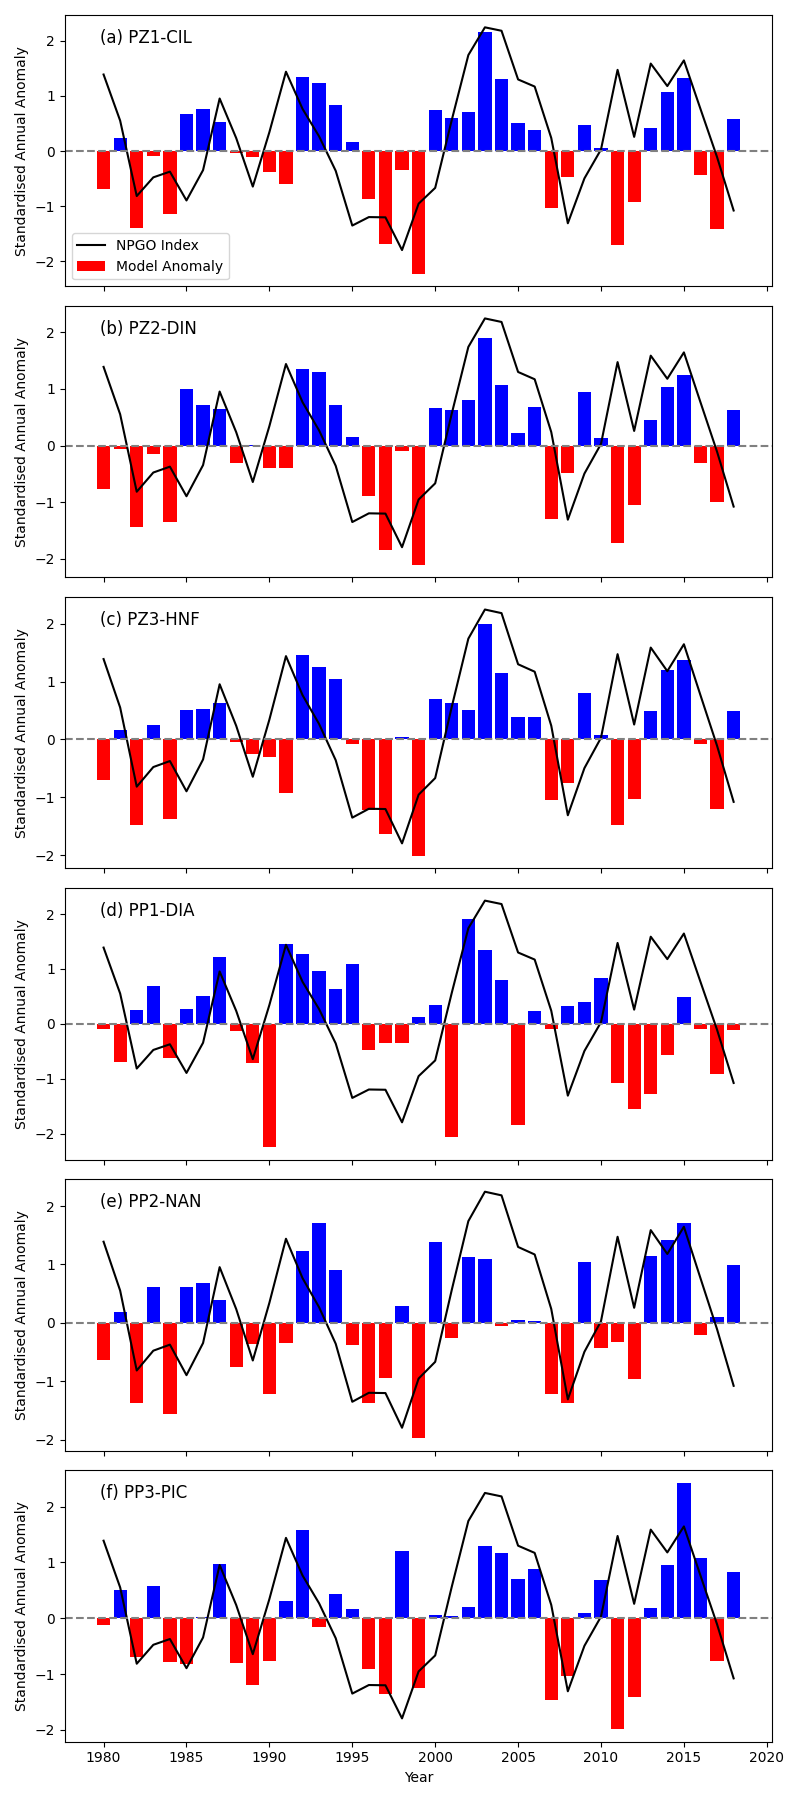 (a) PZ1-CIL
Standardised Annual Anomaly
2
1
0
−1
−2
NPGO Index
Model Anomaly
(b) PZ2-DIN
Standardised Annual Anomaly
2
1
0
−1
−2
(c) PZ3-HNF
Standardised Annual Anomaly
2
1
0
−1
−2
(d) PP1-DIA
Standardised Annual Anomaly
2
1
0
−1
−2
(e) PP2-NAN
Standardised Annual Anomaly
2
1
0
−1
−2
(f) PP3-PIC
Standardised Annual Anomaly
2
1
0
−1
−2
1980 1985 1990 1995 2000 2005 2010 2015 2020
Year